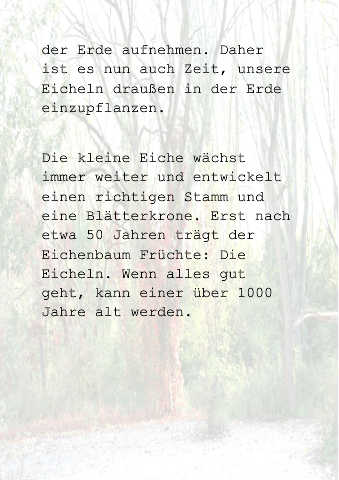 der Erde aufnehmen. Daher
ist es nun auch Zeit, unsere
Eicheln draußen in der Erde
einzupflanzen.
Die kleine Eiche wächst
immer weiter und entwickelt
einen richtigen Stamm und
eine Blätterkrone. Erst nach
etwa 50 Jahren trägt der
Eichenbaum Früchte: Die
Eicheln. Wenn alles gut
geht, kann einer über 1000
Jahre alt werden.